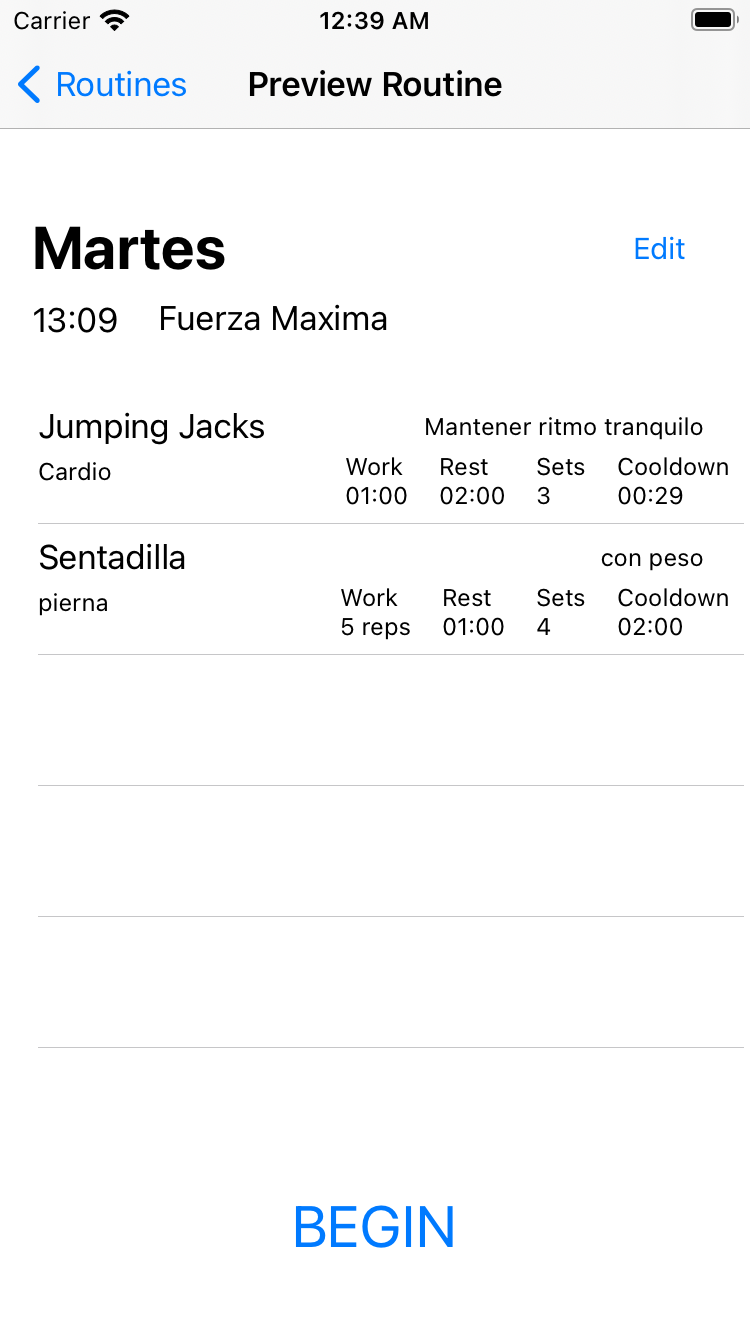 Carrier 12:39 AM
Routines Preview Routine
Martes Edit
13:09 Fuerza Maxima
Jumping Jacks Mantener ritmo tranquilo
Cardio Work Rest Sets Cooldown
01:00 02:00 3 00:29
Sentadilla con peso
pierna Work Rest Sets Cooldown
5 reps 01:00 4 02:00
BEGIN